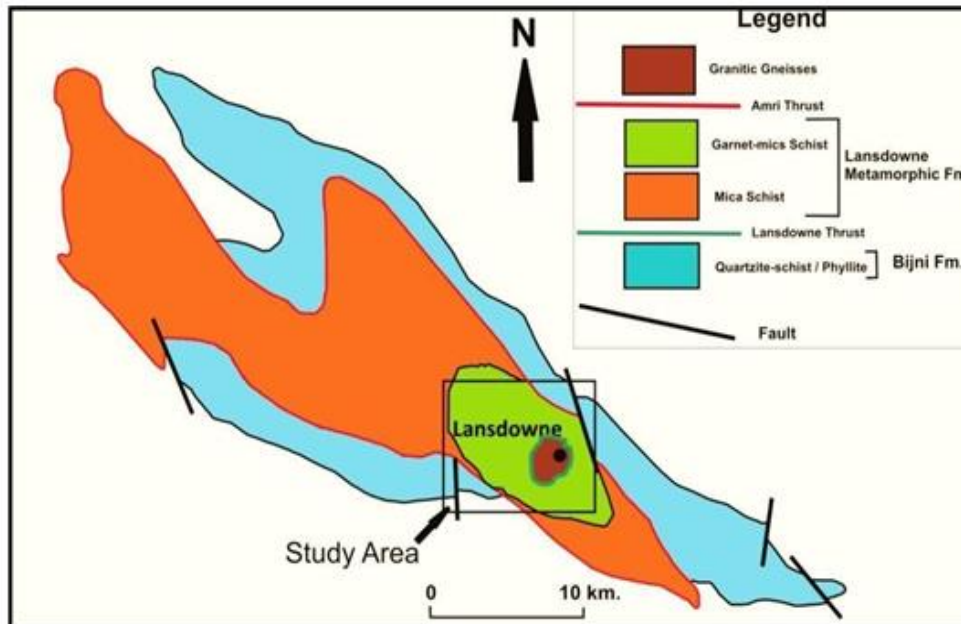 Legend
N
Granitic Gneisses
Amri Thrust
Garnet-mics Schist
Lansdowne
Metamorphic Fn
Mica Schist
Lansdowne Thrust
Quartzite-schist / Phyllite
Bijni Fm.
Fault
Lansdowne
Study Area
0 10 km.